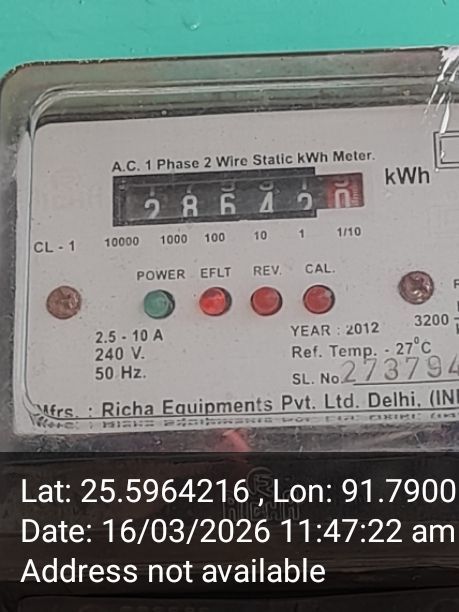 A.C. 1 Phase 2 Wire Static kWh Meter.
2 8 6 4 2 0 kWh
CL - 1 10000 1000 100 10 1 1/10
POWER EFLT REV. CAL.
2.5 - 10 A
240 V.
50 Hz.
YEAR : 2012
3200
Ref. Temp. - 27°C
SL. No. 273794
Mfrs. : Richa Equipments Pvt. Ltd. Delhi, (IN
Lat: 25.5964216 , Lon: 91.7900
Date: 16/03/2026 11:47:22 am
Address not available